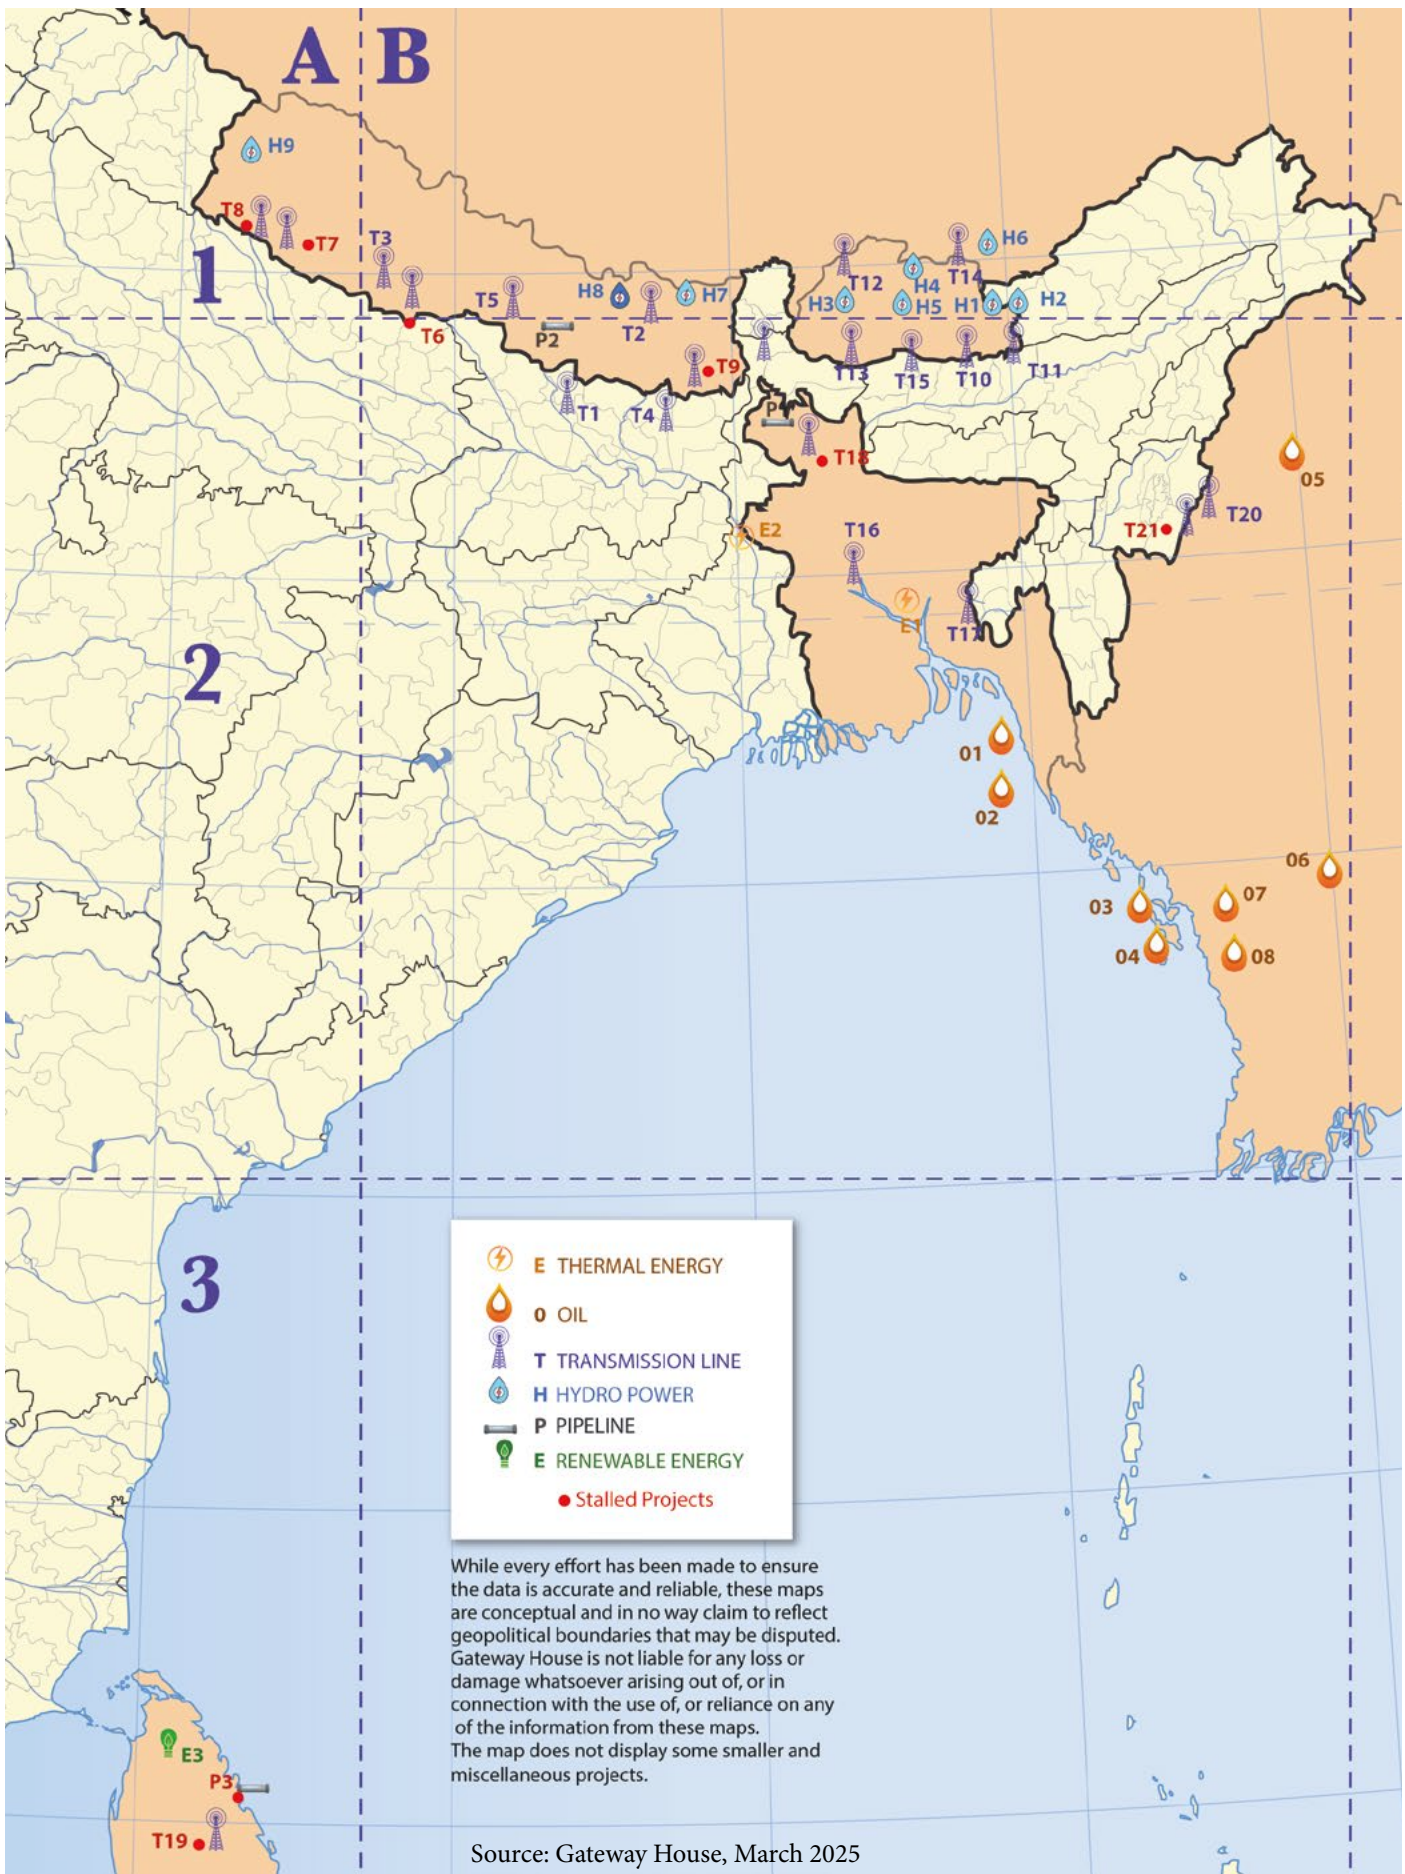 A B
H9
T8
T7
T3
1
T6
T5
P2
H8
T2
H7
T9
T1
T4
T12
H3
H4
H5
T14
H6
H1
H2
T13
T15
T10
T11
P1
T18
05
E2
T16
E1
T17
T21
T20
2
01
02
03
04
06
07
08
3
E THERMAL ENERGY
0 OIL
T TRANSMISSION LINE
H HYDRO POWER
P PIPELINE
E RENEWABLE ENERGY
Stalled Projects
While every effort has been made to ensure
the data is accurate and reliable, these maps
are conceptual and in no way claim to reflect
geopolitical boundaries that may be disputed.
Gateway House is not liable for any loss or
damage whatsoever arising out of, or in
connection with the use of, or reliance on any
of the information from these maps.
The map does not display some smaller and
miscellaneous projects.
E3
P3
T19
Source: Gateway House, March 2025